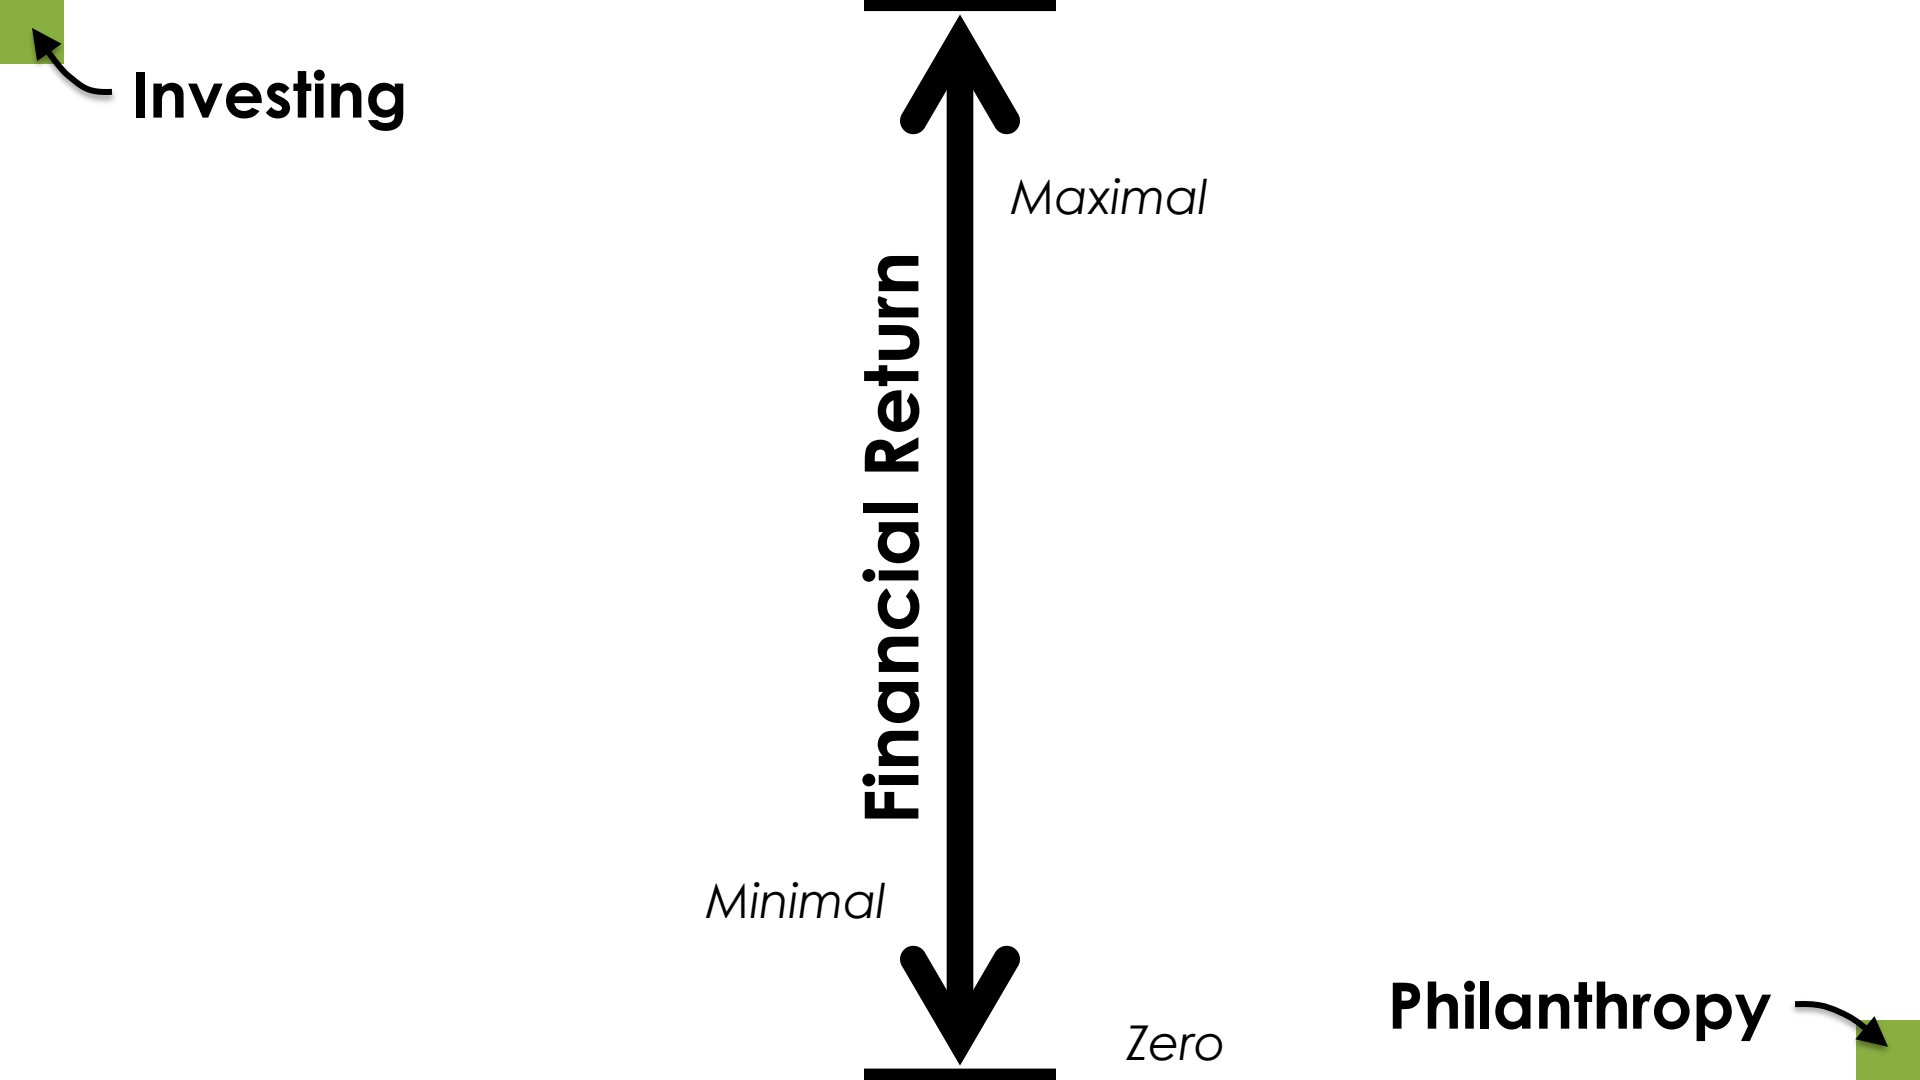 Investing
Maximal
Financial Return
Minimal
Philanthropy
Zero